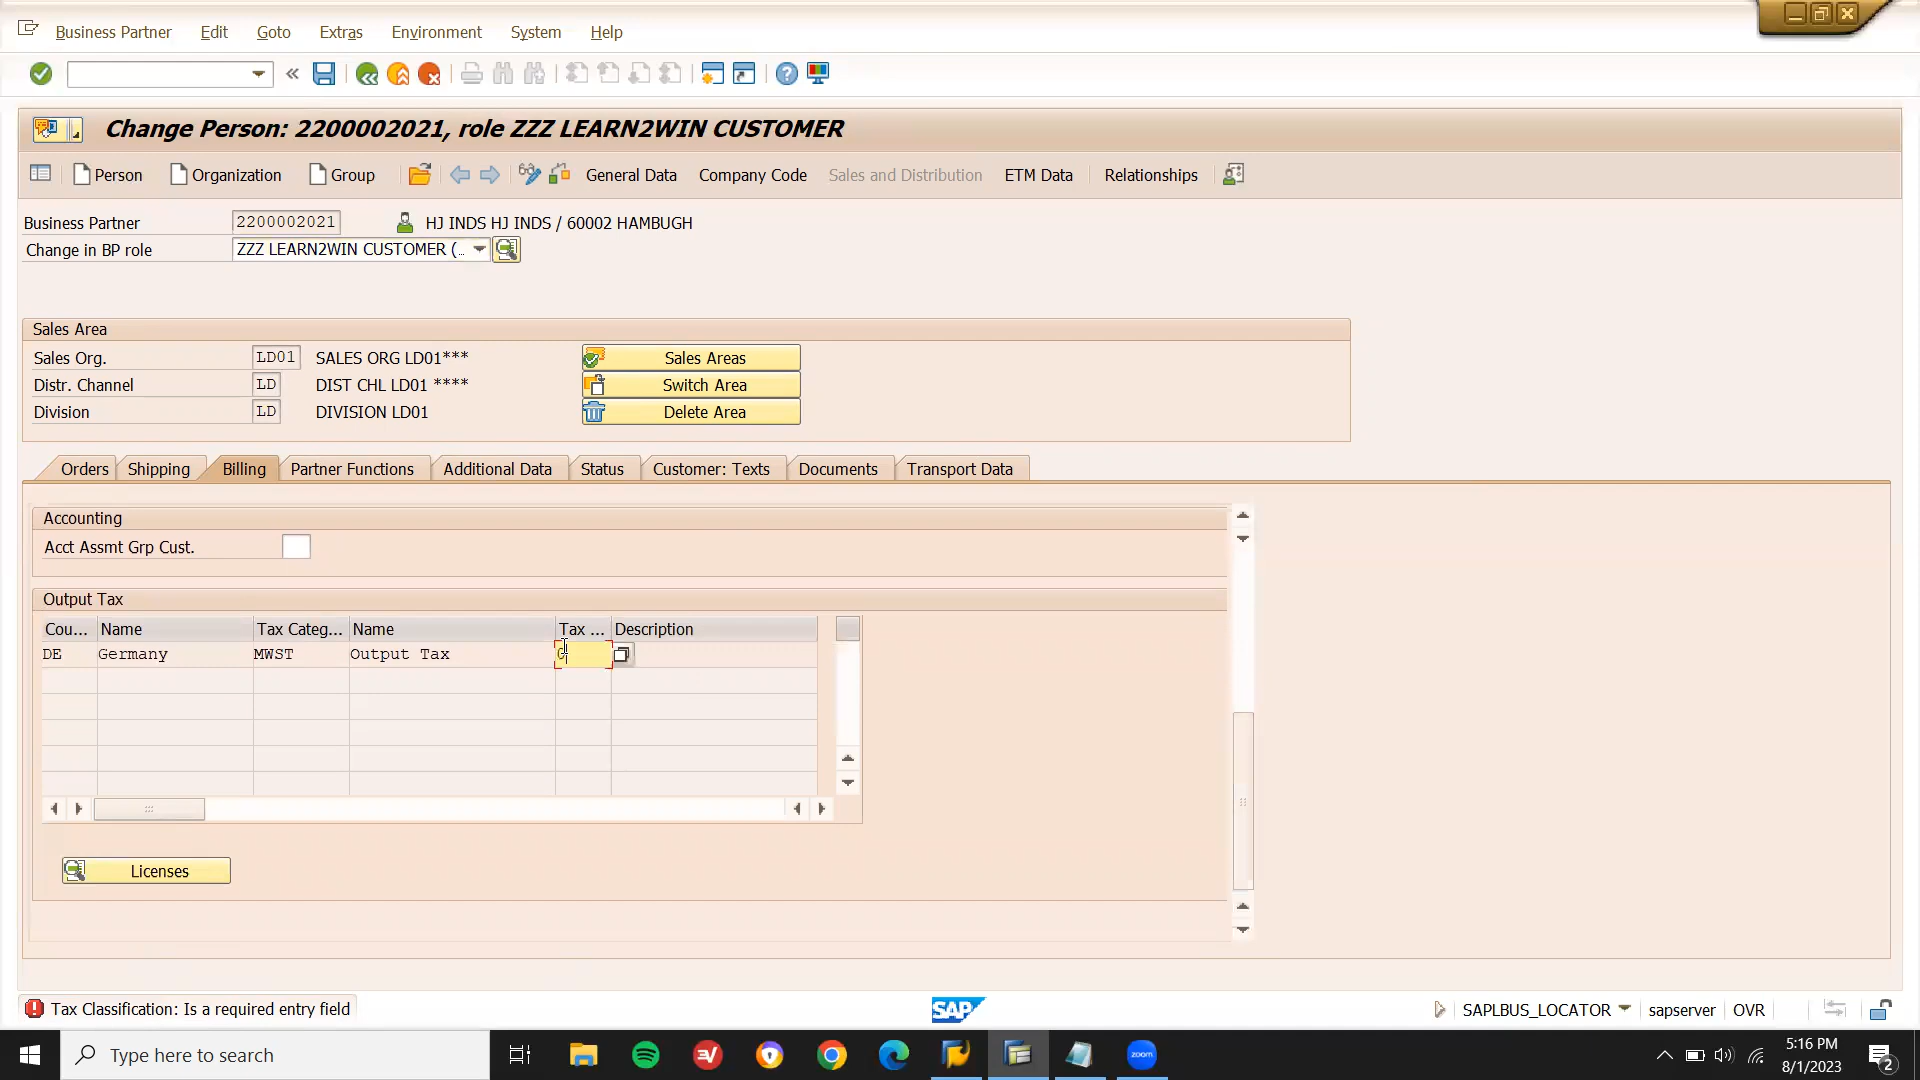 Business Partner Edit Goto Extras Environment System Help
Change Person: 2200002021, role ZZZ LEARN2WIN CUSTOMER
Person Organization Group General Data Company Code Sales and Distribution ETM Data Relationships
Business Partner 2200002021 HJ INDS HJ INDS / 60002 HAMBUGH
Change in BP role ZZZ LEARN2WIN CUSTOMER (..
Sales Area
Sales Org. LD01 SALES ORG LD01*** Sales Areas
Distr. Channel LD DIST CHL LD01 **** Switch Area
Division LD DIVISION LD01 Delete Area
Orders Shipping Billing Partner Functions Additional Data Status Customer: Texts Documents Transport Data
Accounting
Acct Assmt Grp Cust.
Output Tax
Cou... Name Tax Categ... Name Tax ... Description
DE Germany MWST Output Tax
Licenses
Tax Classification: Is a required entry field SAP SAPLBUS_LOCATOR sapserver OVR
Type here to search zoom 5:16 PM
8/1/2023 2